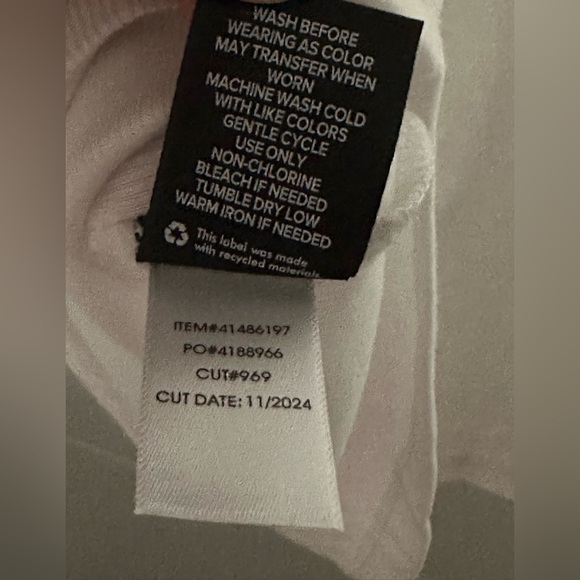 WASH BEFORE
WEARING AS COLOR
MAY TRANSFER WHEN
WORN
MACHINE WASH COLD
WITH LIKE COLORS
GENTLE CYCLE
USE ONLY
NON-CHLORINE
BLEACH IF NEEDED
TUMBLE DRY LOW
WARM IRON IF NEEDED
This label was made
with recycled materials.
ITEM#41486197
PO#4188966
CUT#969
CUT DATE: 11/2024